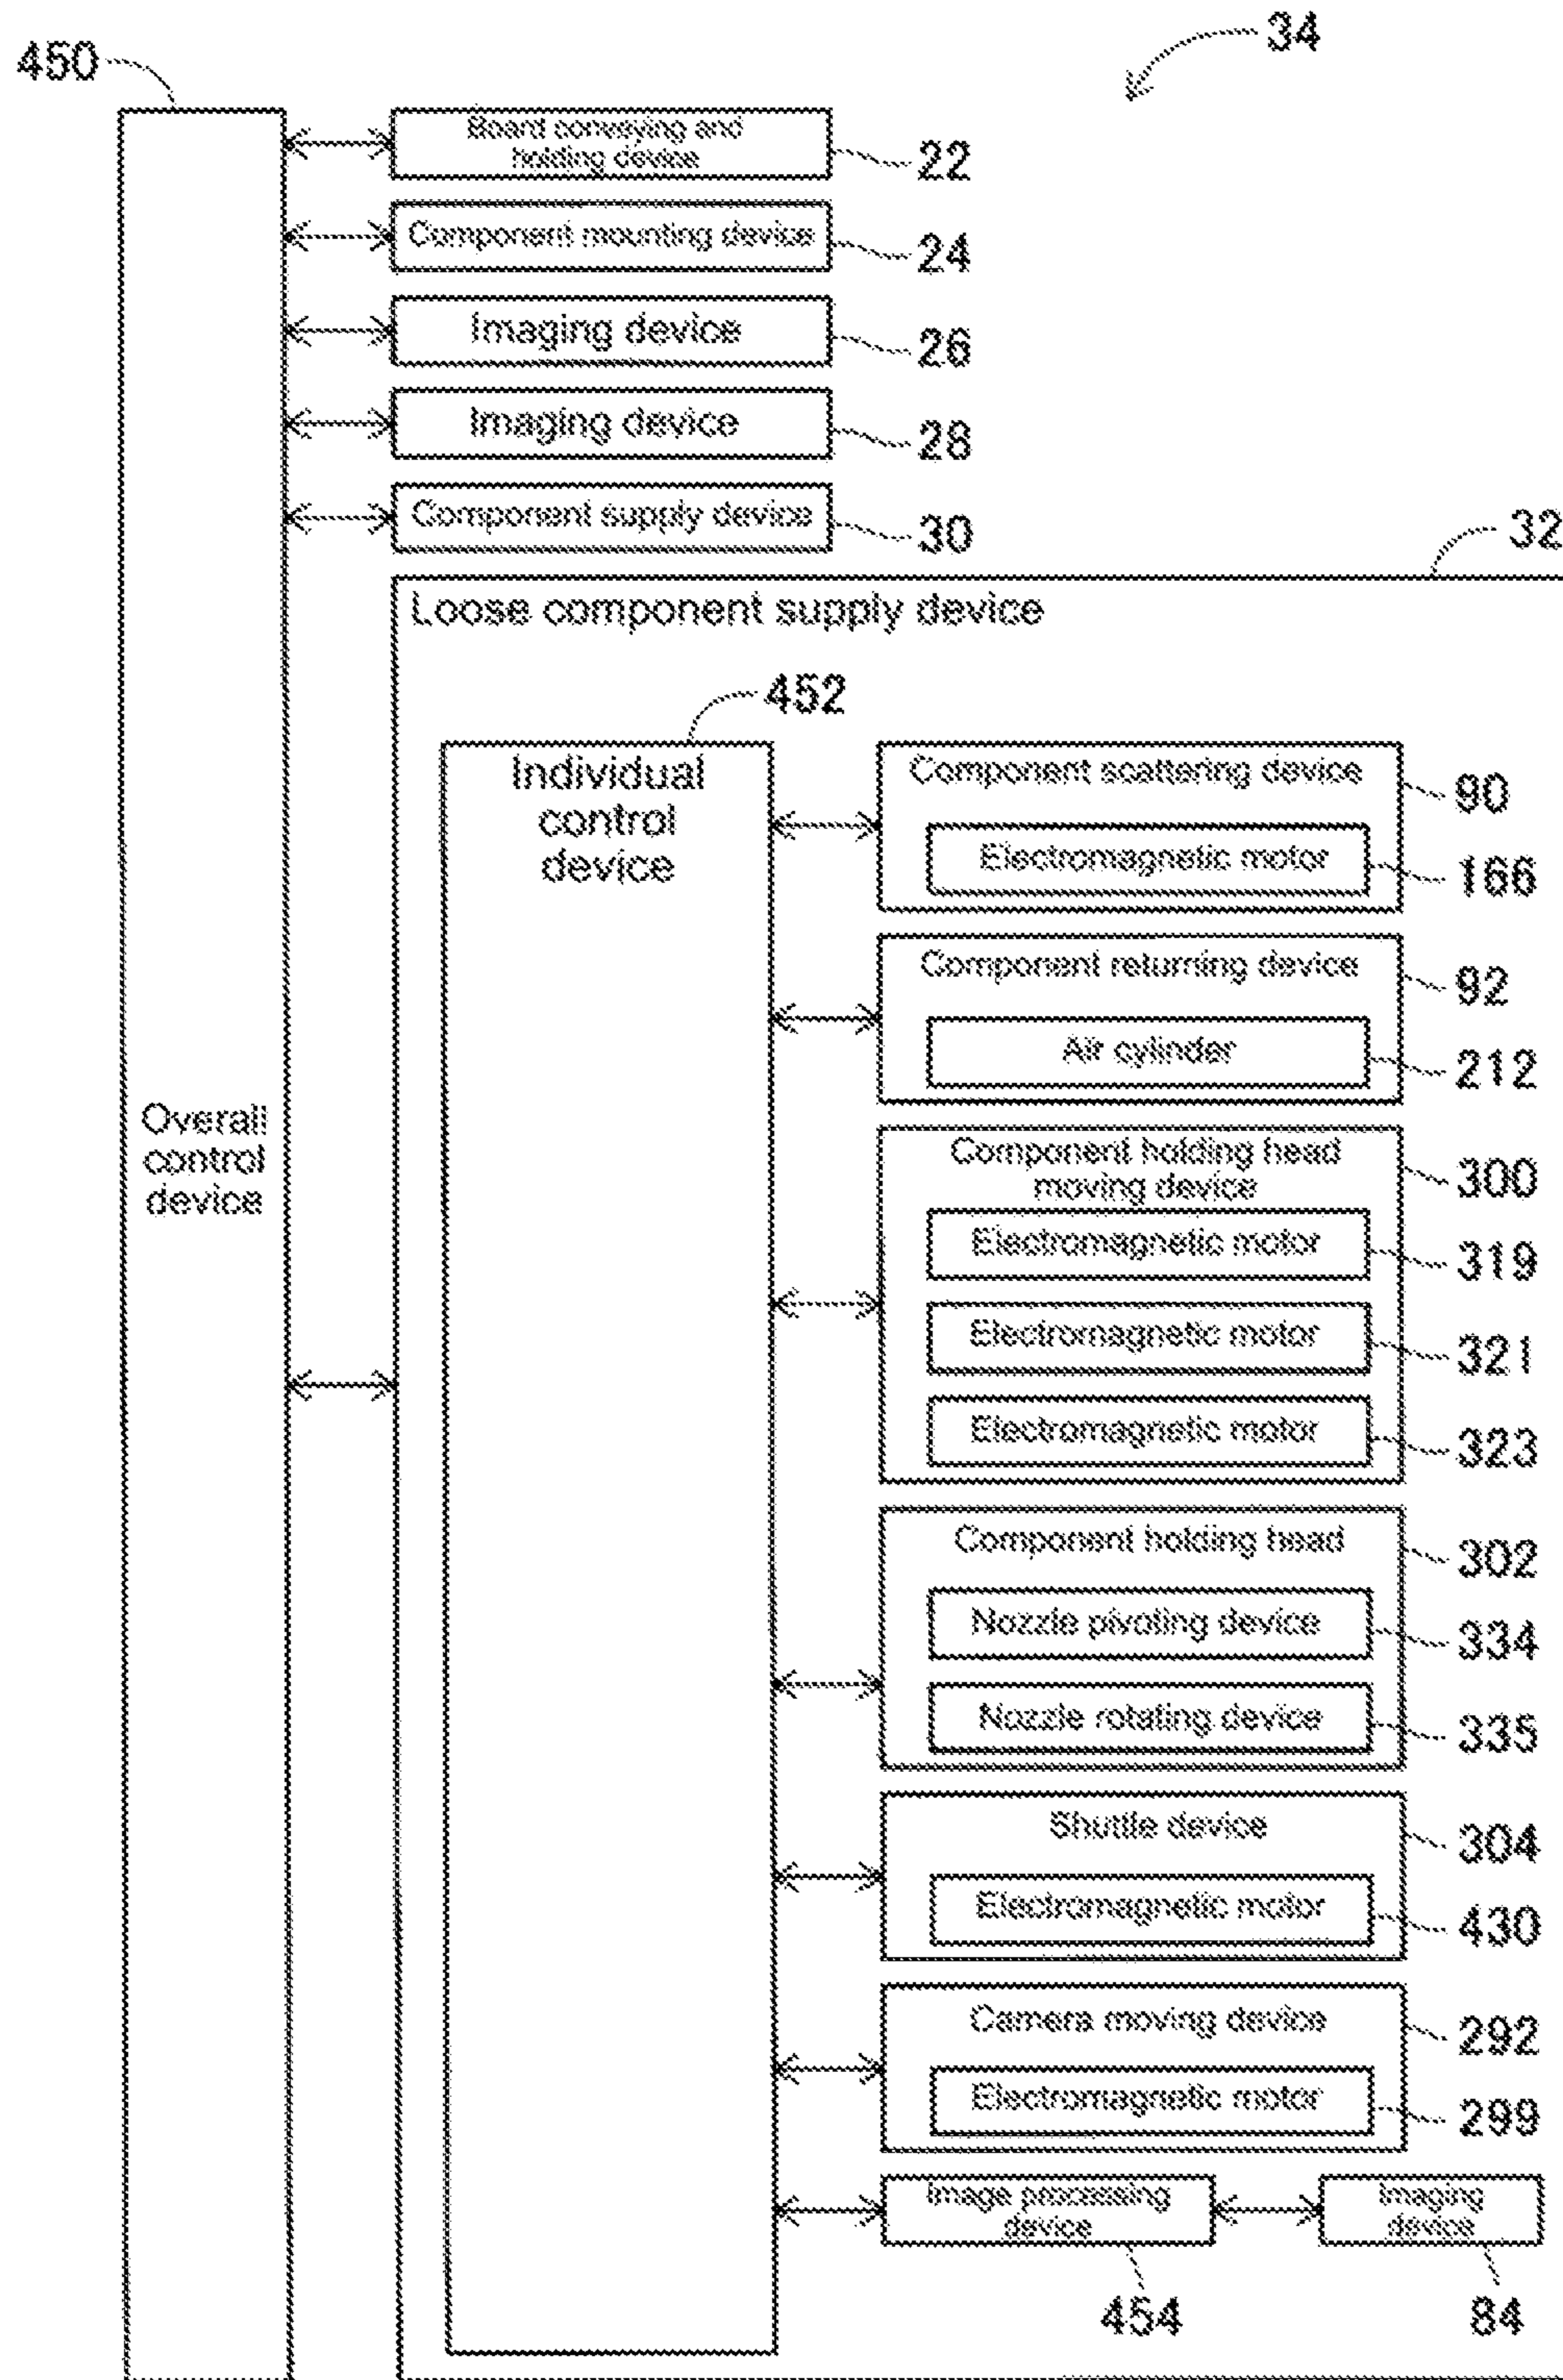 34
450
Board conveying and
holding device
22
Component mounting device
24
Imaging device
26
Imaging device
28
Component supply device
30
32
Loose component supply device
452
Individual
control
device
Component scattering device
90
Electromagnetic motor
166
Component returning device
92
Air cylinder
212
Overall
control
device
Component holding head
moving device
300
Electromagnetic motor
319
Electromagnetic motor
321
Electromagnetic motor
323
Component holding head
302
Nozzle pivoting device
334
Nozzle rotating device
335
Shuttle device
304
Electromagnetic motor
430
Camera moving device
292
Electromagnetic motor
299
Image processing
device
Imaging
device
454
84